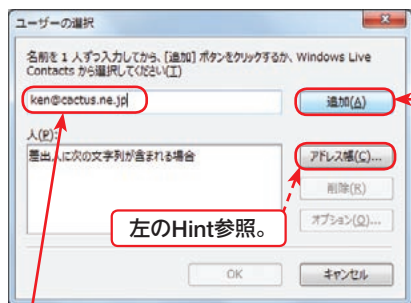 ユーザーの選択
名前を 1 人ずつ入力してから、[追加] ボタンをクリックするか、Windows Live
Contacts から選択してください(I)
ken@cactus.ne.jp
追加(A)
人(P):
差出人に次の文字列が含まれる場合
アドレス帳(C)...
削除(R)
オプション(O)...
左のHint参照。
OK
キャンセル